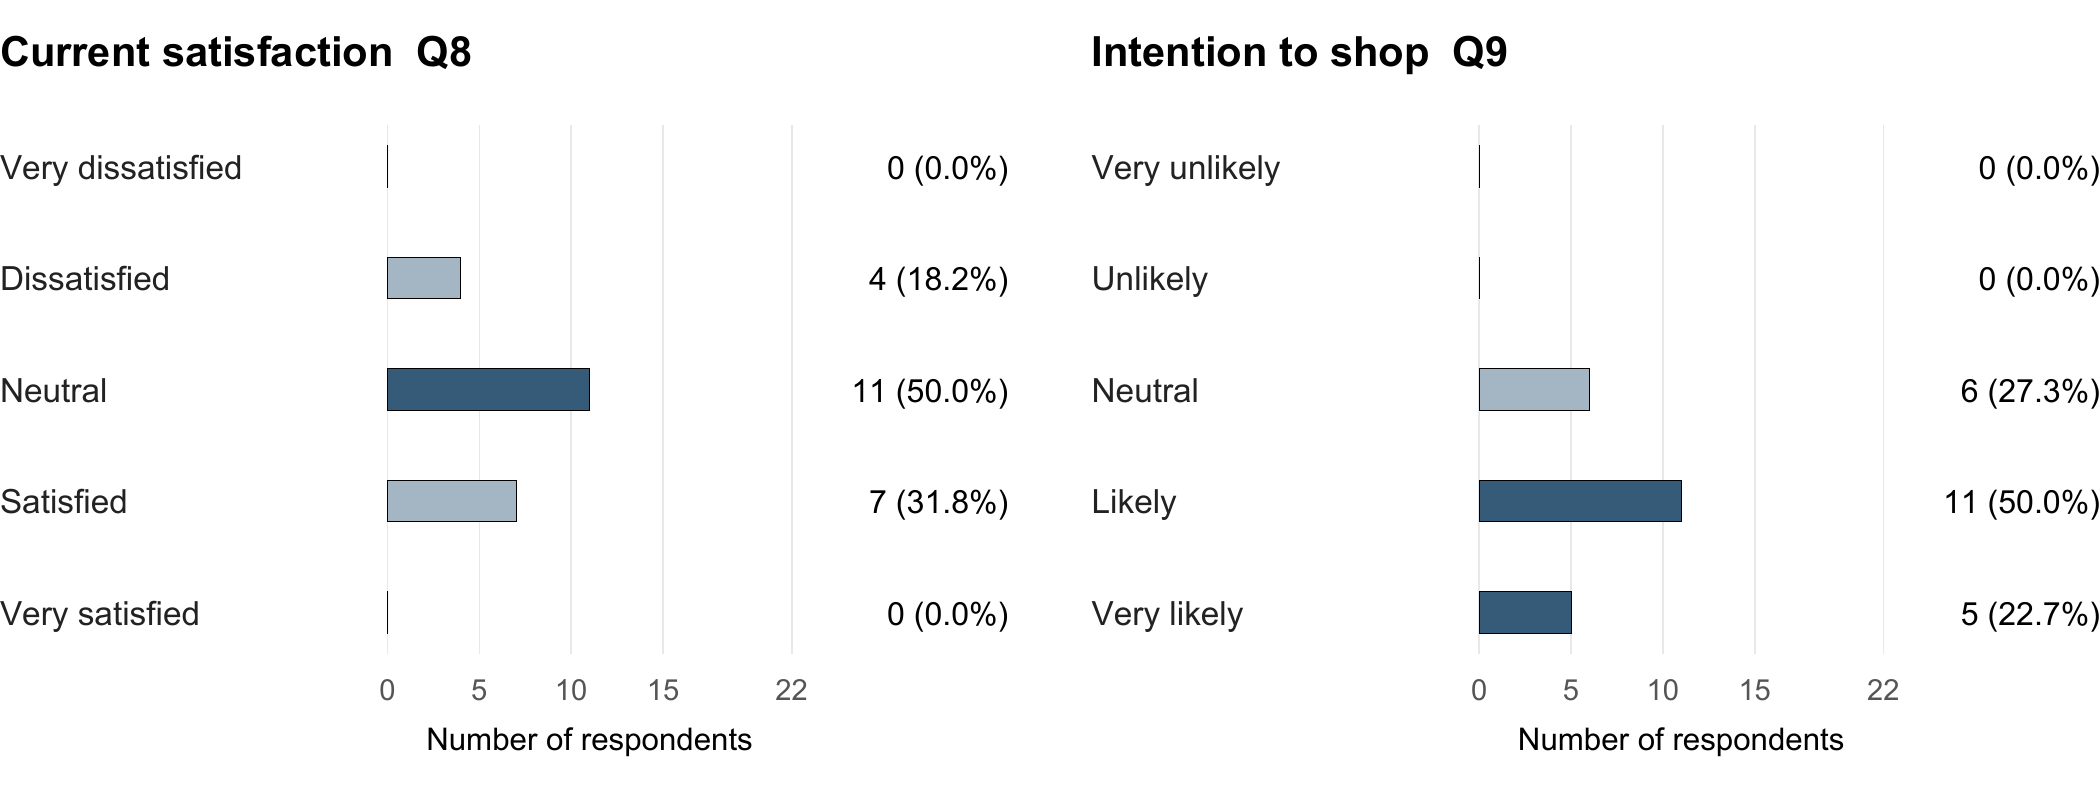 Current satisfaction  Q8
Very dissatisfied 0 (0.0%)
Dissatisfied 4 (18.2%)
Neutral 11 (50.0%)
Satisfied 7 (31.8%)
Very satisfied 0 (0.0%)
0 5 10 15 22
Number of respondents
Intention to shop  Q9
Very unlikely 0 (0.0%)
Unlikely 0 (0.0%)
Neutral 6 (27.3%)
Likely 11 (50.0%)
Very likely 5 (22.7%)
0 5 10 15 22
Number of respondents